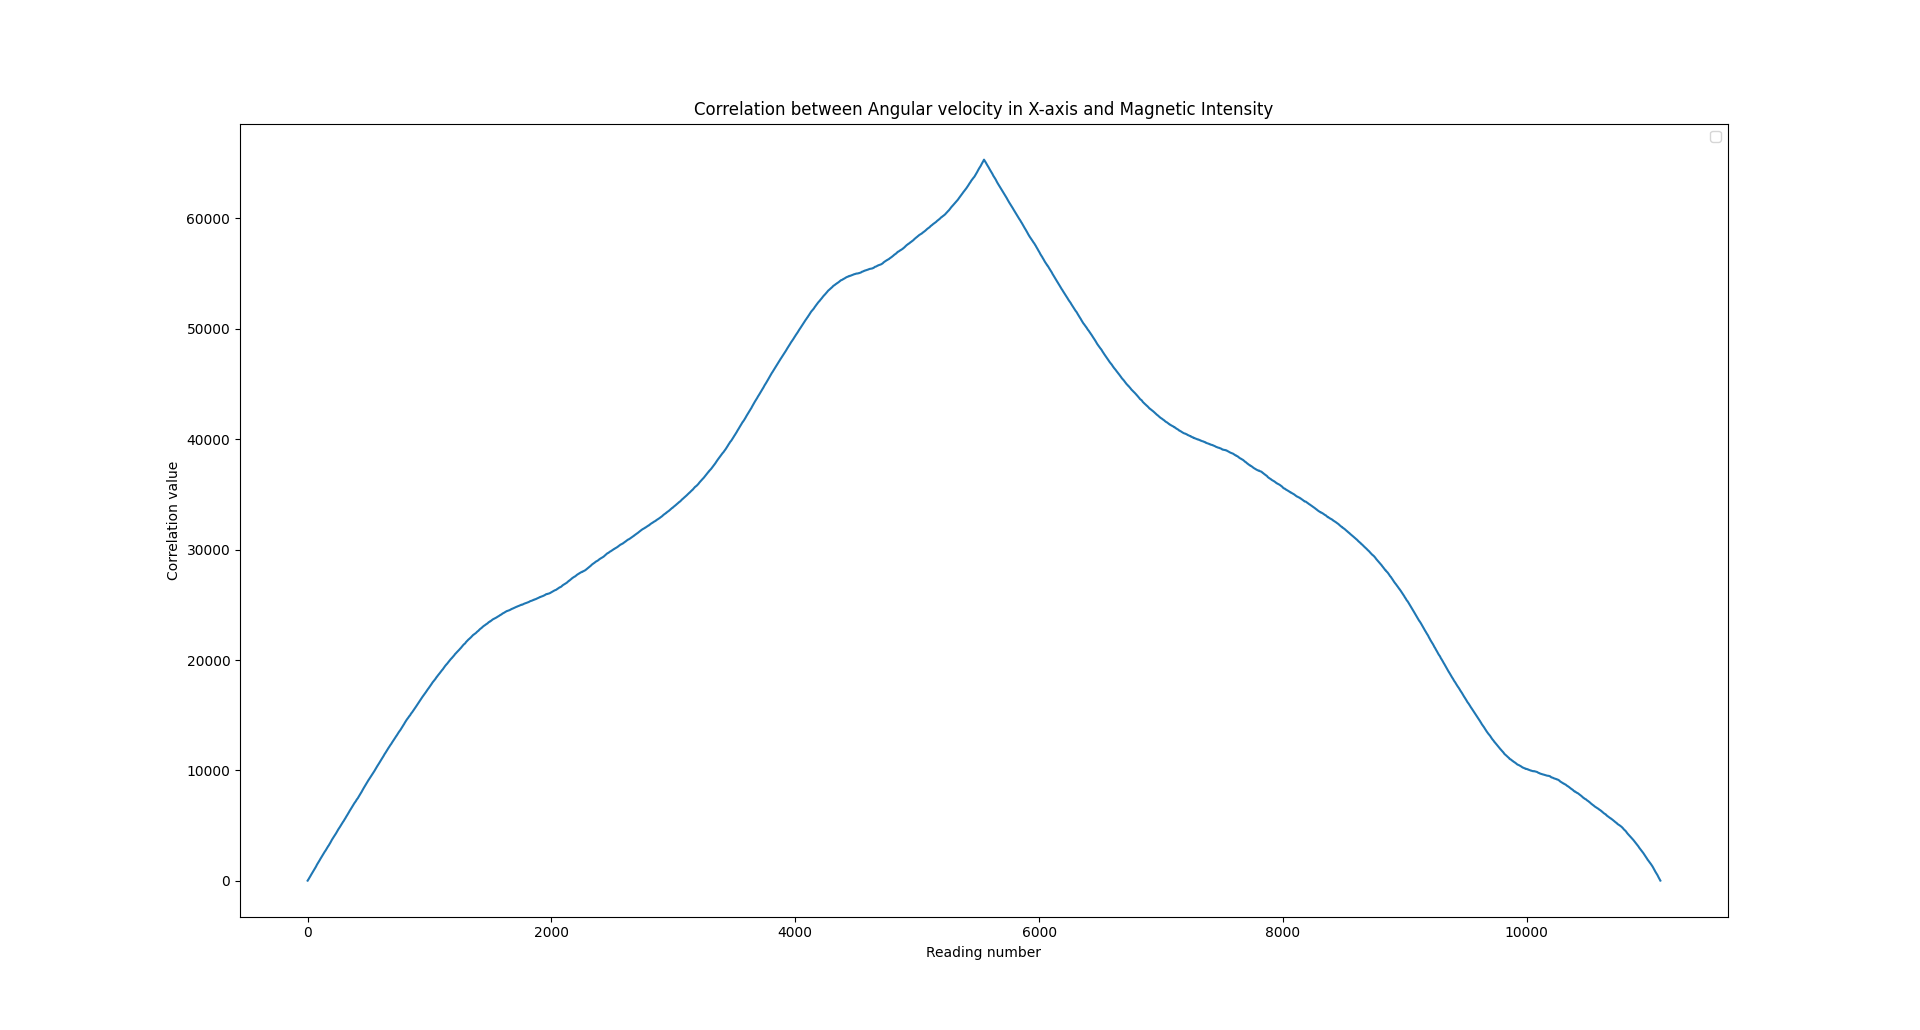 Correlation between Angular velocity in X-axis and Magnetic Intensity
60000
50000
40000
30000
20000
10000
0
Correlation value
0 2000 4000 6000 8000 10000
Reading number